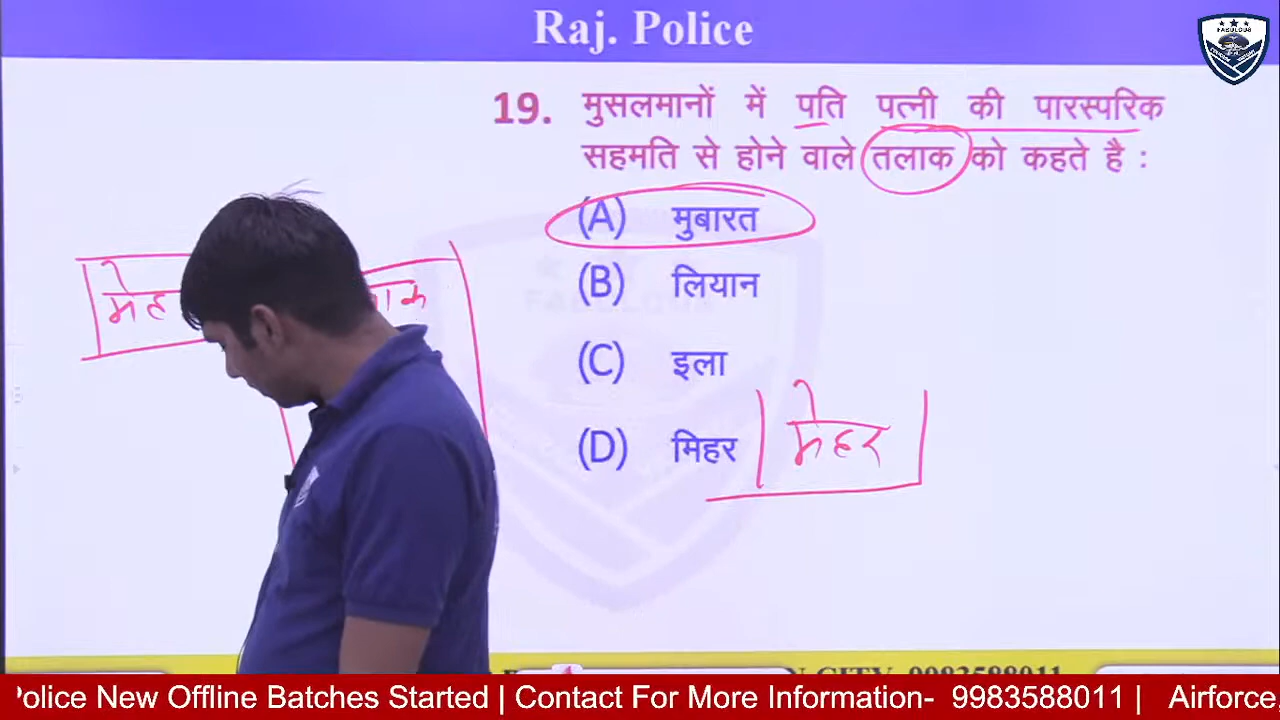 Raj. Police
FABULOUS
19. मुसलमानों में पति पत्नी की पारस्परिक
सहमति से होने वाले तलाक को कहते है :
(A) मुबारत
(B) लियान
(C) इला
(D) मिहर
मेहर
Police New Offline Batches Started | Contact For More Information- 9983588011 | Airforce,